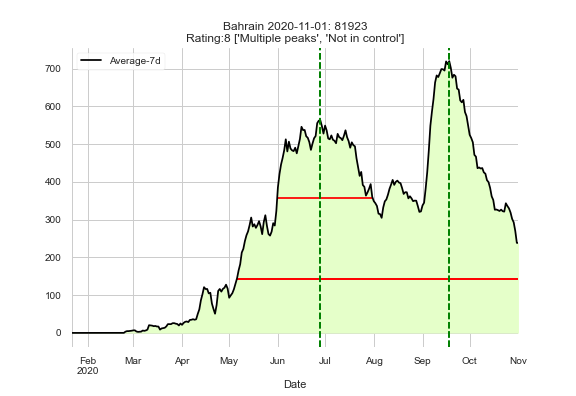 Bahrain 2020-11-01: 81923
Rating:8 ['Multiple peaks', 'Not in control']
Average-7d
700
600
500
400
300
200
100
0
Feb Mar Apr May Jun Jul Aug Sep Oct Nov
2020
Date